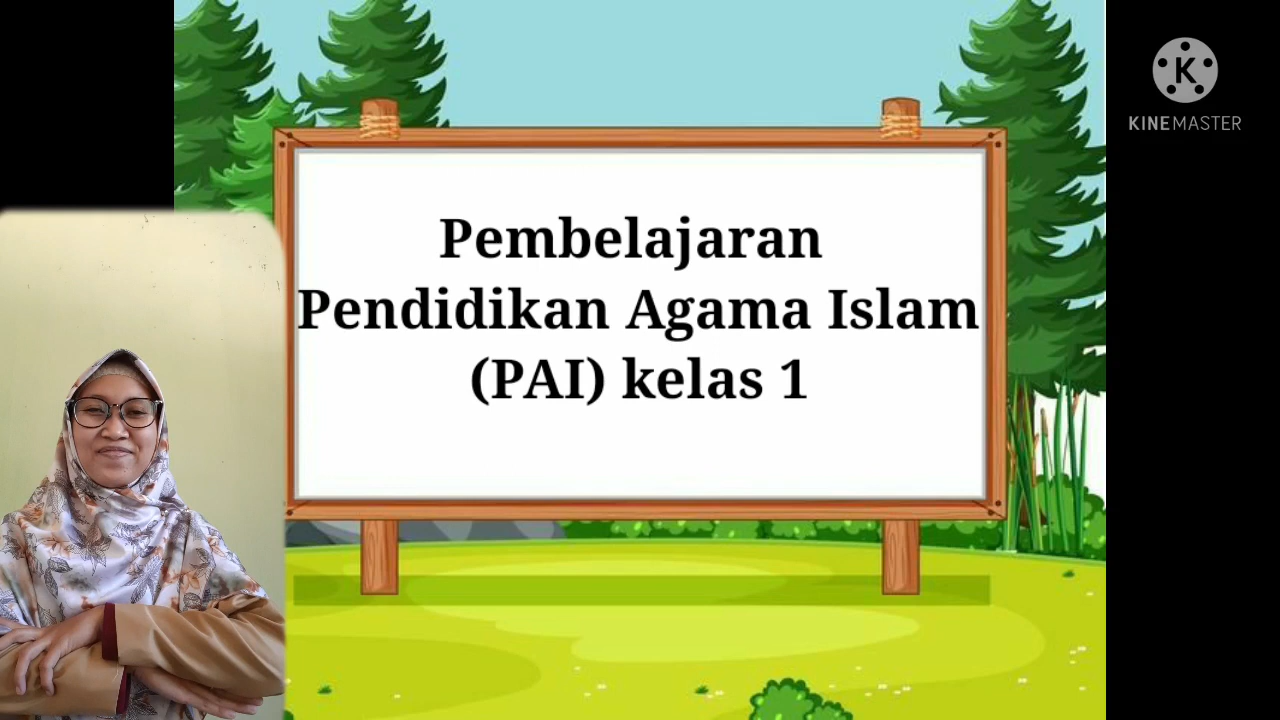 Pembelajaran
Pendidikan Agama Islam
(PAI) kelas 1
K
KINEMASTER